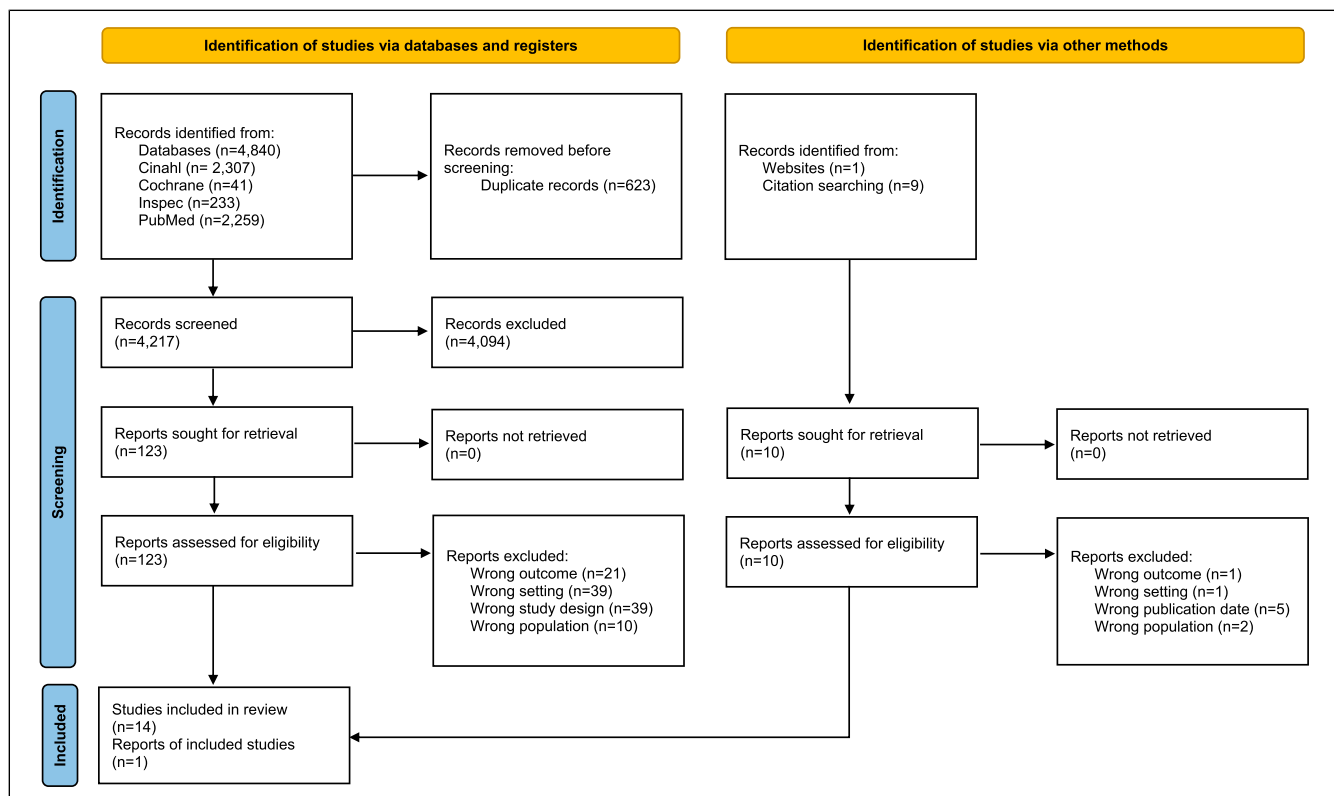 Identification of studies via databases and registers
Identification of studies via other methods
Identification
Records identified from:
Databases (n=4,840)
Cinahl (n= 2,307)
Cochrane (n=41)
Inspec (n=233)
PubMed (n=2,259)
Records removed before
screening:
Duplicate records (n=623)
Records identified from:
Websites (n=1)
Citation searching (n=9)
Screening
Records screened
(n=4,217)
Records excluded
(n=4,094)
Reports sought for retrieval
(n=123)
Reports not retrieved
(n=0)
Reports sought for retrieval
(n=10)
Reports not retrieved
(n=0)
Reports assessed for eligibility
(n=123)
Reports excluded:
Wrong outcome (n=21)
Wrong setting (n=39)
Wrong study design (n=39)
Wrong population (n=10)
Reports assessed for eligibility
(n=10)
Reports excluded:
Wrong outcome (n=1)
Wrong setting (n=1)
Wrong publication date (n=5)
Wrong population (n=2)
Included
Studies included in review
(n=14)
Reports of included studies
(n=1)